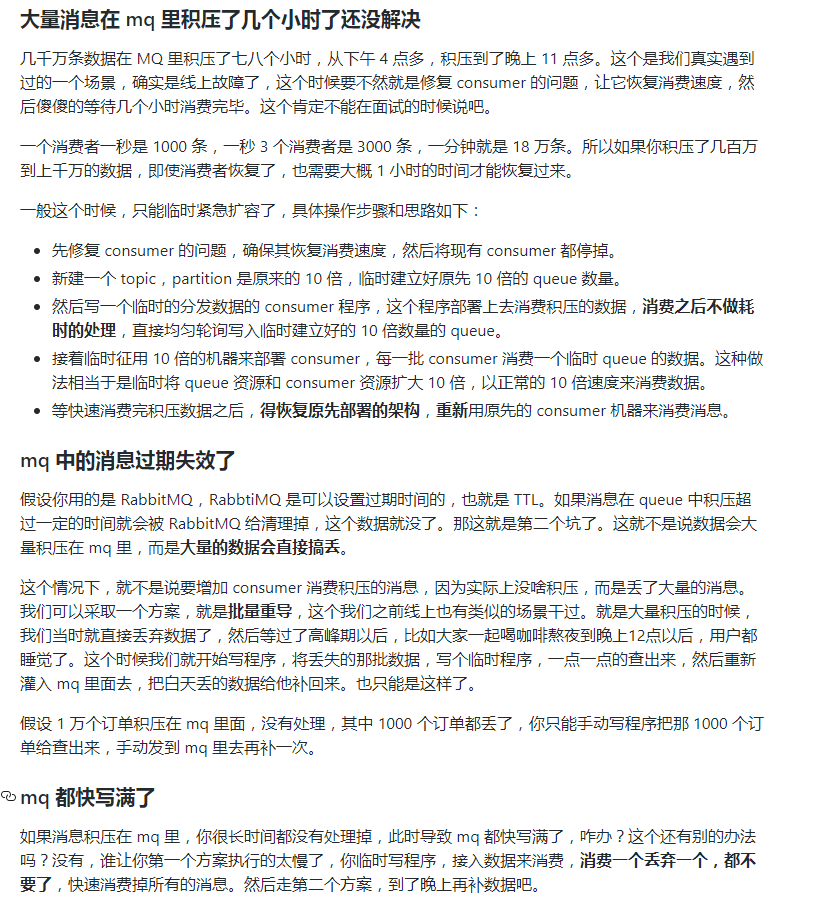 大量消息在 mq 里积压了几个小时了还没解决
几千万条数据在 MQ 里积压了七八个小时，从下午 4 点多，积压到了晚上 11 点多。这个是我们真实遇到
过的一个场景，确实是线上故障了，这个时候要不然就是修复 consumer 的问题，让它恢复消费速度，然
后傻傻的等待几个小时消费完毕。这个肯定不能在面试的时候说吧。
一个消费者一秒是 1000 条，一秒 3 个消费者是 3000 条，一分钟就是 18 万条。所以如果你积压了几百万
到上千万的数据，即使消费者恢复了，也需要大概 1 小时的时间才能恢复过来。
一般这个时候，只能临时紧急扩容了，具体操作步骤和思路如下：
• 先修复 consumer 的问题，确保其恢复消费速度，然后将现有 consumer 都停掉。
• 新建一个 topic，partition 是原来的 10 倍，临时建立好原先 10 倍的 queue 数量。
• 然后写一个临时的分发数据的 consumer 程序，这个程序部署上去消费积压的数据，消费之后不做耗
时的处理，直接均匀轮询写入临时建立好的 10 倍数量的 queue。
• 接着临时征用 10 倍的机器来部署 consumer，每一批 consumer 消费一个临时 queue 的数据。这种做
法相当于是临时将 queue 资源和 consumer 资源扩大 10 倍，以正常的 10 倍速度来消费数据。
• 等快速消费完积压数据之后，得恢复原先部署的架构，重新用原先的 consumer 机器来消费消息。
mq 中的消息过期失效了
假设你用的是 RabbitMQ，RabbtiMQ 是可以设置过期时间的，也就是 TTL。如果消息在 queue 中积压超
过一定的时间就会被 RabbitMQ 给清理掉，这个数据就没了。那这就是第二个坑了。这就不是说数据会大
量积压在 mq 里，而是大量的数据会直接搞丢。
这个情况下，就不是说要增加 consumer 消费积压的消息，因为实际上没啥积压，而是丢了大量的消息。
我们可以采取一个方案，就是批量重导，这个我们之前线上也有类似的场景干过。就是大量积压的时候，
我们当时就直接丢弃数据了，然后等过了高峰期以后，比如大家一起喝咖啡熬夜到晚上12点以后，用户都
睡觉了。这个时候我们就开始写程序，将丢失的那批数据，写个临时程序，一点一点的查出来，然后重新
灌入 mq 里面去，把白天丢的数据给他补回来。也只能是这样了。
假设 1 万个订单积压在 mq 里面，没有处理，其中 1000 个订单都丢了，你只能手动写程序把那 1000 个订
单给查出来，手动发到 mq 里去再补一次。
mq 都快写满了
如果消息积压在 mq 里，你很长时间都没有处理掉，此时导致 mq 都快写满了，咋办？这个还有别的办法
吗？没有，谁让你第一个方案执行的太慢了，你临时写程序，接入数据来消费，消费一个丢弃一个，都不
要了，快速消费掉所有的消息。然后走第二个方案，到了晚上再补数据吧。